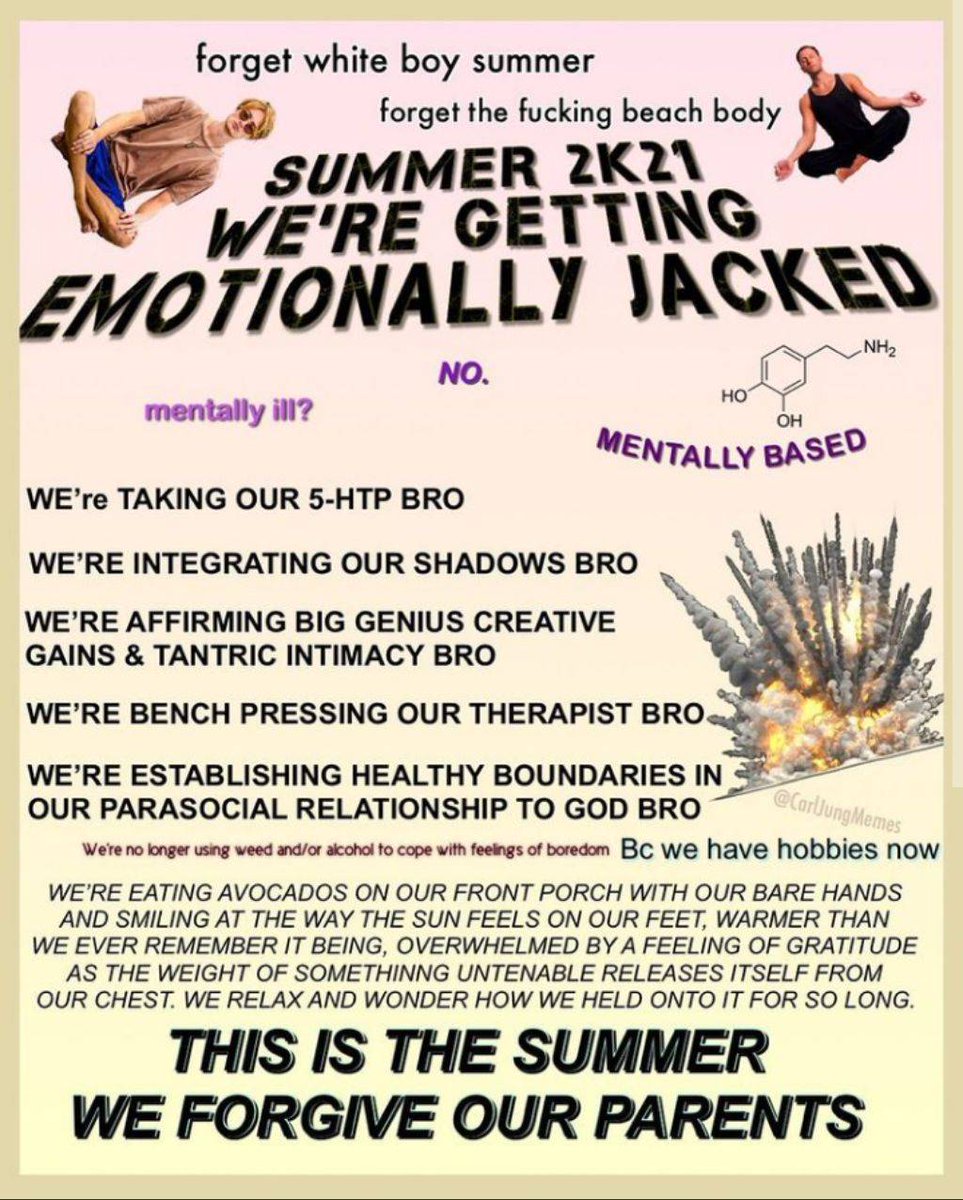 forget white boy summer
forget the fucking beach body
SUMMER 2K21
WE'RE GETTING
EMOTIONALLY JACKED
NO.
mentally ill?
NH₂
HO
OH
MENTALLY BASED
WE're TAKING OUR 5-HTP BRO
WE'RE INTEGRATING OUR SHADOWS BRO
WE'RE AFFIRMING BIG GENIUS CREATIVE
GAINS & TANTRIC INTIMACY BRO
WE'RE BENCH PRESSING OUR THERAPIST BRO
WE'RE ESTABLISHING HEALTHY BOUNDARIES IN
OUR PARASOCIAL RELATIONSHIP TO GOD BRO
@CarlJungMemes
We're no longer using weed and/or alcohol to cope with feelings of boredom Bc we have hobbies now
WE'RE EATING AVOCADOS ON OUR FRONT PORCH WITH OUR BARE HANDS
AND SMILING AT THE WAY THE SUN FEELS ON OUR FEET, WARMER THAN
WE EVER REMEMBER IT BEING, OVERWHELMED BY A FEELING OF GRATITUDE
AS THE WEIGHT OF SOMETHINNG UNTENABLE RELEASES ITSELF FROM
OUR CHEST. WE RELAX AND WONDER HOW WE HELD ONTO IT FOR SO LONG.
THIS IS THE SUMMER
WE FORGIVE OUR PARENTS